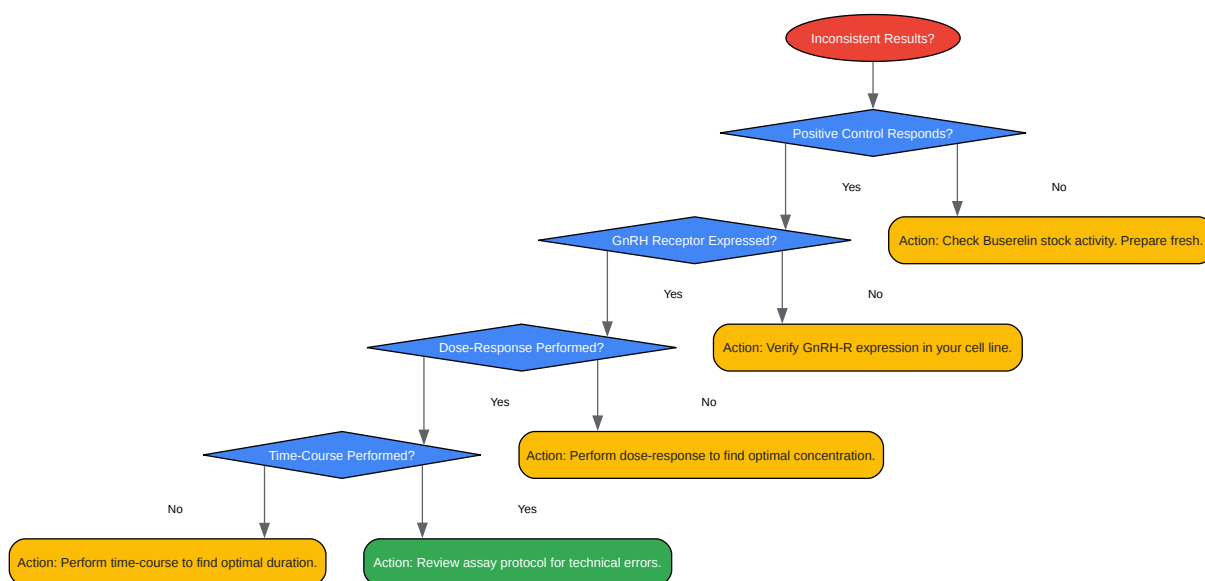 Inconsistent Results?
Positive Control Responds?
Yes
No
GnRH Receptor Expressed?
Action: Check Buserelin stock activity. Prepare fresh.
Yes
No
Dose-Response Performed?
Action: Verify GnRH-R expression in your cell line.
Yes
No
Time-Course Performed?
Action: Perform dose-response to find optimal concentration.
No
Yes
Action: Perform time-course to find optimal duration.
Action: Review assay protocol for technical errors.